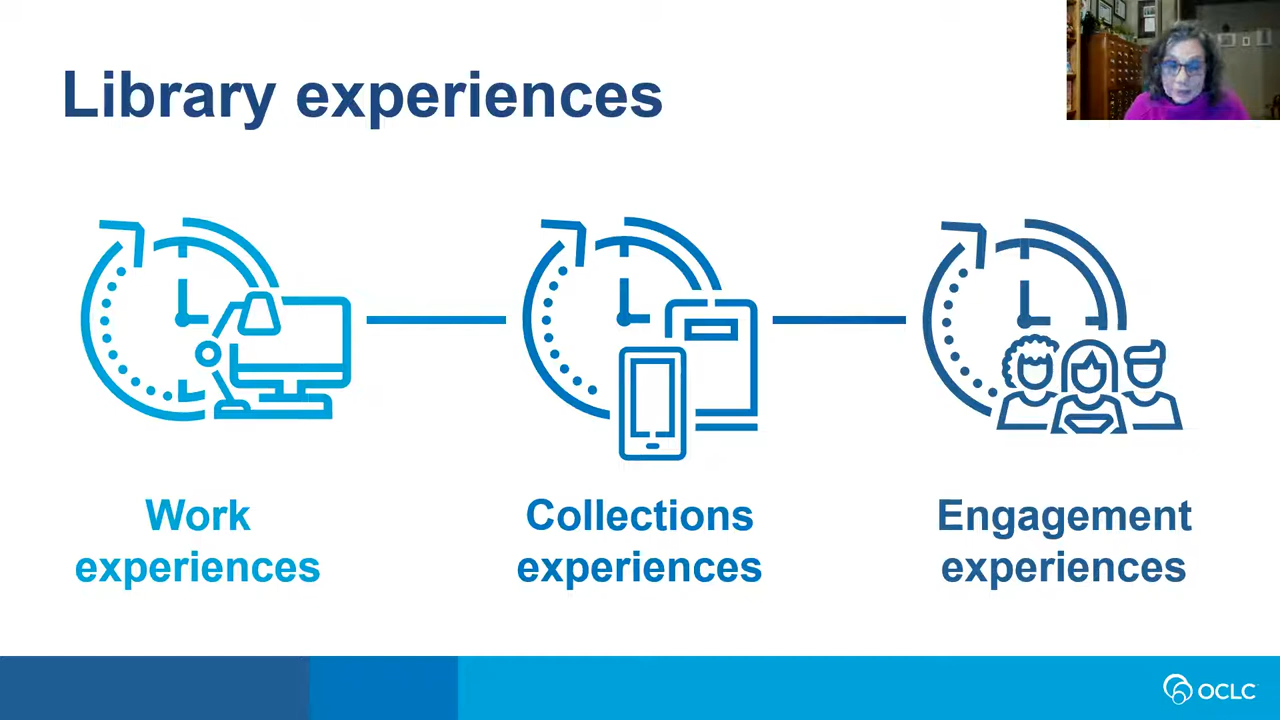 Library experiences
Work
experiences
Collections
experiences
Engagement
experiences
OCLC